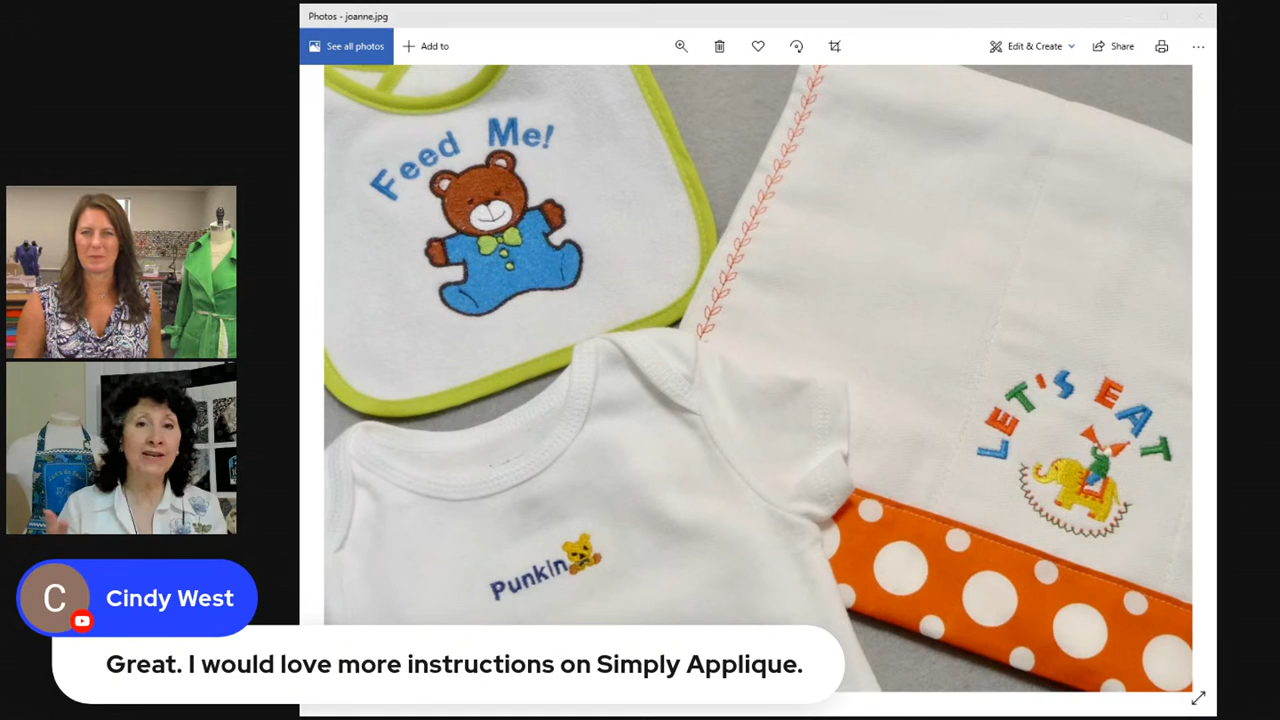 Photos - joanne.jpg
See all photos
Add to
Edit & Create
Share
Feed Me!
LET'S EAT
Punkin
C
Cindy West
Great. I would love more instructions on Simply Applique.